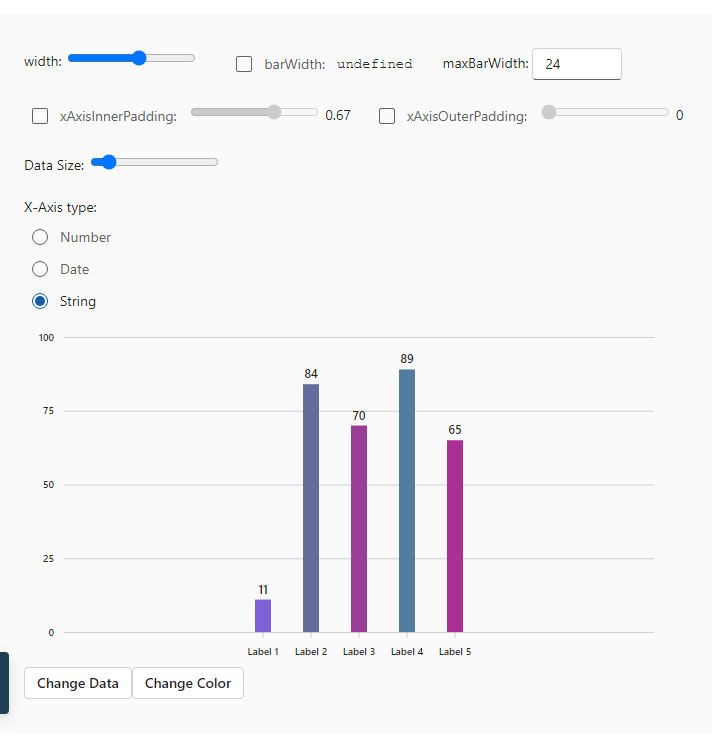 width: barWidth: undefined maxBarWidth: 24
xAxisInnerPadding: 0.67 xAxisOuterPadding: 0
Data Size:
X-Axis type:
Number
Date
String
100
89
84
75
70
65
50
25
11
0
Label 1 Label 2 Label 3 Label 4 Label 5
Change Data Change Color